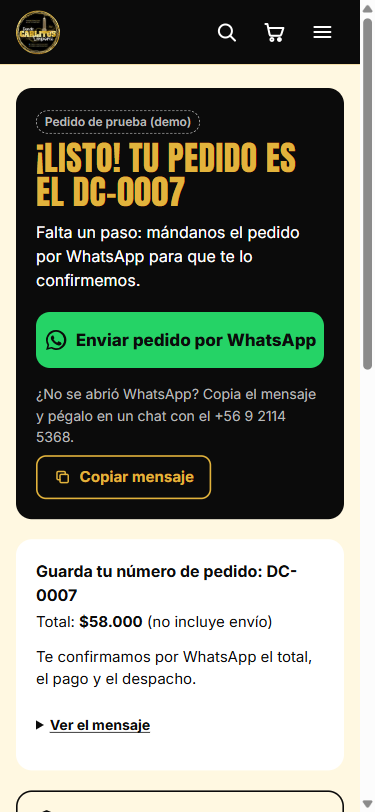 CARLITOS
Pedido de prueba (demo)
¡LISTO! TU PEDIDO ES
EL DC-0007
Falta un paso: mándanos el pedido
por WhatsApp para que te lo
confirmemos.
Enviar pedido por WhatsApp
¿No se abrió WhatsApp? Copia el mensaje
y pégalo en un chat con el +56 9 2114
5368.
Copiar mensaje
Guarda tu número de pedido: DC-
0007
Total: $58.000 (no incluye envío)
Te confirmamos por WhatsApp el total,
el pago y el despacho.
Ver el mensaje